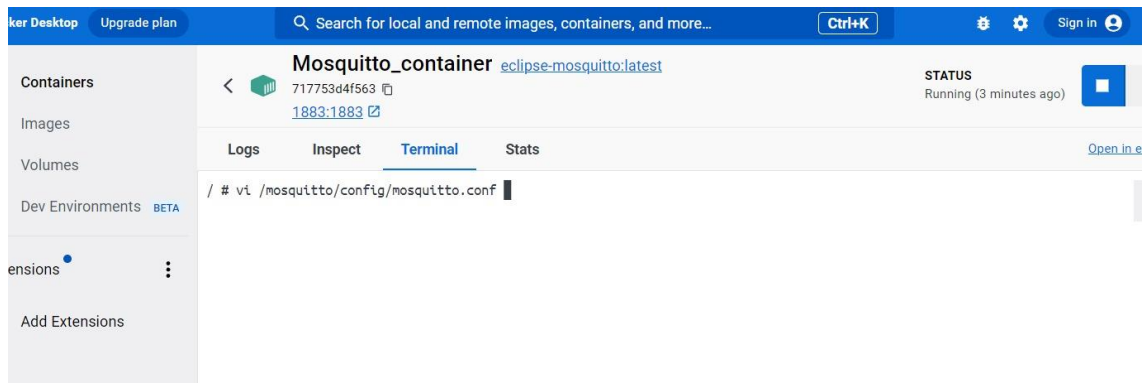 ker Desktop Upgrade plan Search for local and remote images, containers, and more... Ctrl+K Sign in
Containers
Images
Volumes
Dev Environments BETA
ensions
Add Extensions
Mosquitto_container eclipse-mosquitto:latest
717753d4f563
1883:1883
STATUS
Running (3 minutes ago)
Logs Inspect Terminal Stats Open in e
/ # vi /mosquitto/config/mosquitto.conf